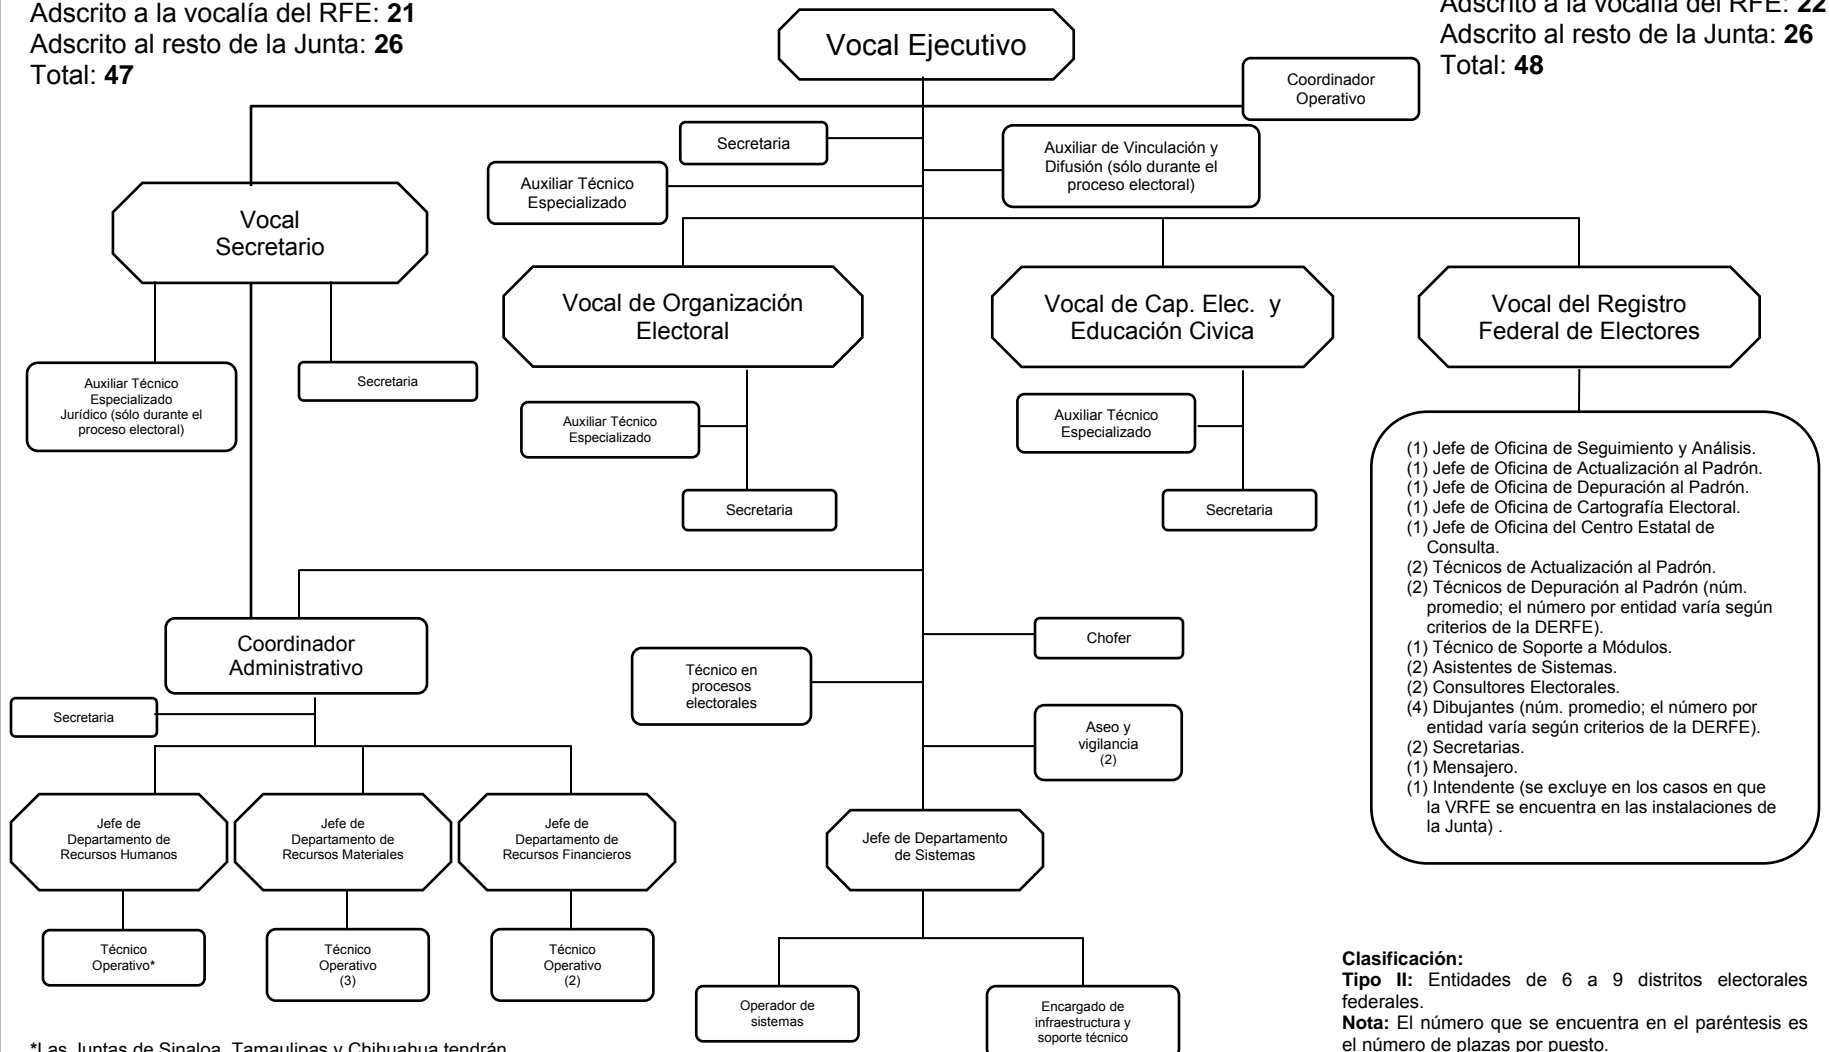 Adscrito a la vocalía del RFE: 21
Adscrito al resto de la Junta: 26
Total: 47
Adscrito a la vocalía del RFE: 22
Adscrito al resto de la Junta: 26
Total: 48
Vocal Ejecutivo
Coordinador
Operativo
Secretaria
Auxiliar de Vinculación y
Difusión (sólo durante el
proceso electoral)
Auxiliar Técnico
Especializado
Vocal
Secretario
Vocal de Organización
Electoral
Vocal de Cap. Elec. y
Educación Civica
Vocal del Registro
Federal de Electores
Auxiliar Técnico
Especializado
Jurídico (sólo durante el
proceso electoral)
Secretaria
Auxiliar Técnico
Especializado
Secretaria
Auxiliar Técnico
Especializado
Secretaria
(1) Jefe de Oficina de Seguimiento y Análisis.
(1) Jefe de Oficina de Actualización al Padrón.
(1) Jefe de Oficina de Depuración al Padrón.
(1) Jefe de Oficina de Cartografía Electoral.
(1) Jefe de Oficina del Centro Estatal de
Consulta.
(2) Técnicos de Actualización al Padrón.
(2) Técnicos de Depuración al Padrón (núm.
promedio; el número por entidad varía según
criterios de la DERFE).
(1) Técnico de Soporte a Módulos.
(2) Asistentes de Sistemas.
(2) Consultores Electorales.
(4) Dibujantes (núm. promedio; el número por
entidad varía según criterios de la DERFE).
(2) Secretarias.
(1) Mensajero.
(1) Intendente (se excluye en los casos en que
la VRFE se encuentra en las instalaciones de
la Junta) .
Coordinador
Administrativo
Secretaria
Chofer
Técnico en
procesos
electorales
Aseo y
vigilancia
(2)
Jefe de
Departamento de
Recursos Humanos
Jefe de
Departamento de
Recursos Materiales
Jefe de
Departamento de
Recursos Financieros
Jefe de Departamento
de Sistemas
Técnico
Operativo*
Técnico
Operativo
(3)
Técnico
Operativo
(2)
Operador de
sistemas
Encargado de
infraestructura y
soporte técnico
Clasificación:
Tipo II: Entidades de 6 a 9 distritos electorales
federales.
Nota: El número que se encuentra en el paréntesis es
el número de plazas por puesto.
*Las Juntas de Sinaloa, Tamaulipas y Chihuahua tendrán